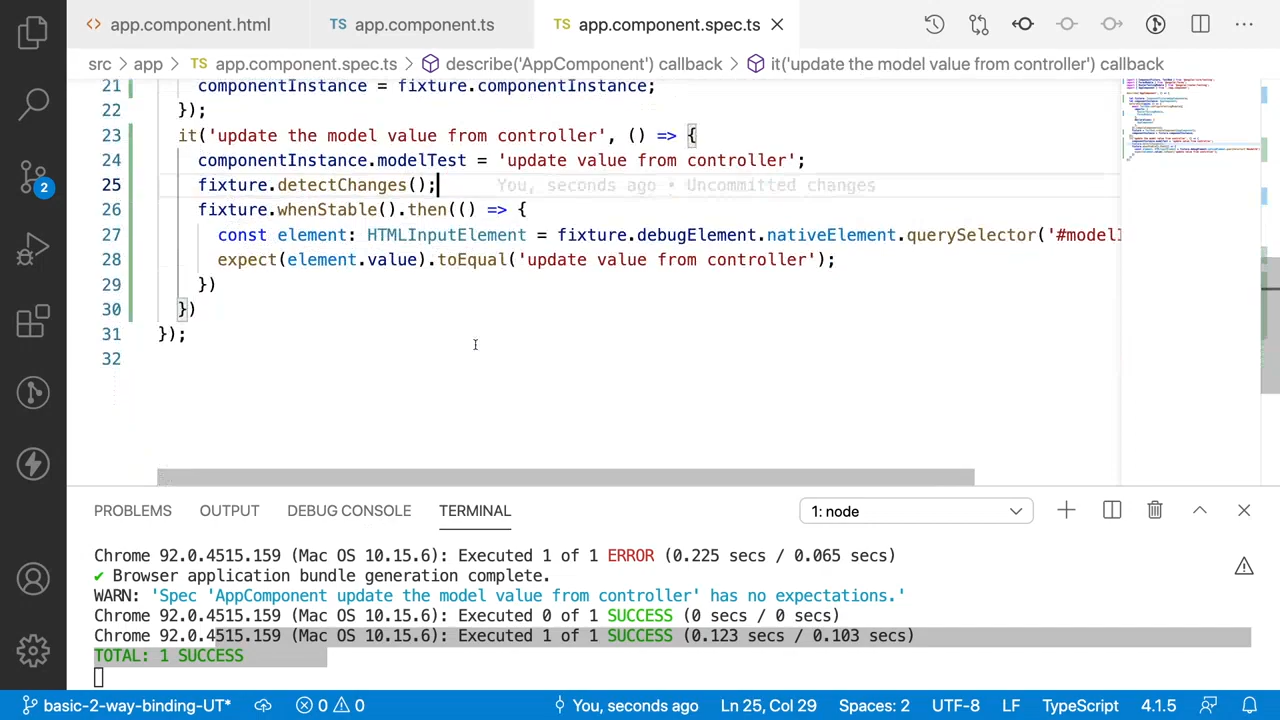 <> app.component.html
TS app.component.ts
TS app.component.spec.ts
src > app > TS app.component.spec.ts > describe('AppComponent') callback > it('update the model value from controller') callback
21 componentInstance = fixture.componentInstance;
22 });
23 it('update the model value from controller', () => {
24 componentInstance.modelTest = 'update value from controller';
25 fixture.detectChanges(); You, seconds ago • Uncommitted changes
26 fixture.whenStable().then(() => {
27 const element: HTMLInputElement = fixture.debugElement.nativeElement.querySelector('#model
28 expect(element.value).toEqual('update value from controller');
29 })
30 })
31 });
32
2
PROBLEMS OUTPUT DEBUG CONSOLE TERMINAL 1: node
Chrome 92.0.4515.159 (Mac OS 10.15.6): Executed 1 of 1 ERROR (0.225 secs / 0.065 secs)
✔ Browser application bundle generation complete.
WARN: 'Spec 'AppComponent update the model value from controller' has no expectations.'
Chrome 92.0.4515.159 (Mac OS 10.15.6): Executed 0 of 1 SUCCESS (0 secs / 0 secs)
Chrome 92.0.4515.159 (Mac OS 10.15.6): Executed 1 of 1 SUCCESS (0.123 secs / 0.103 secs)
TOTAL: 1 SUCCESS
basic-2-way-binding-UT* 0 0 You, seconds ago Ln 25, Col 29 Spaces: 2 UTF-8 LF TypeScript 4.1.5